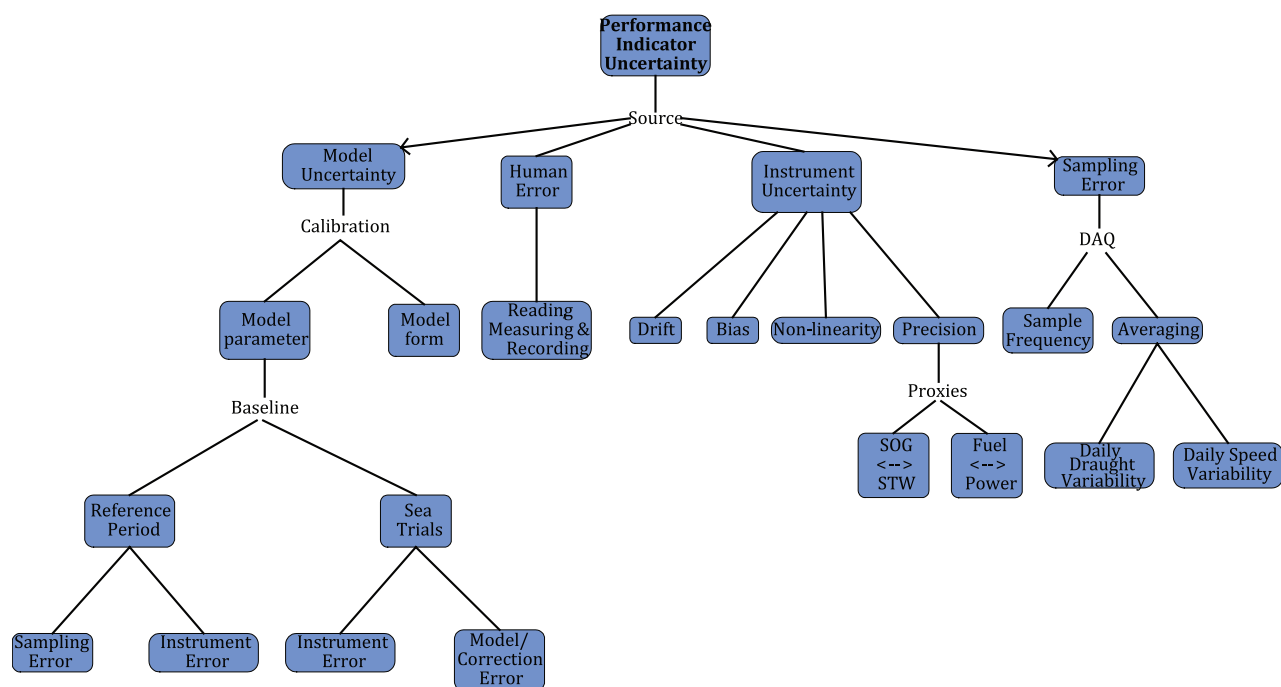 Performance
Indicator
Uncertainty
Source
Model
Uncertainty
Human
Error
Instrument
Uncertainty
Sampling
Error
Calibration
DAQ
Model
parameter
Model
form
Reading
Measuring &
Recording
Drift
Bias
Non-linearity
Precision
Sample
Frequency
Averaging
Baseline
Proxies
SOG
<-->
STW
Fuel
<-->
Power
Daily
Draught
Variability
Daily Speed
Variability
Reference
Period
Sea
Trials
Sampling
Error
Instrument
Error
Instrument
Error
Model/
Correction
Error